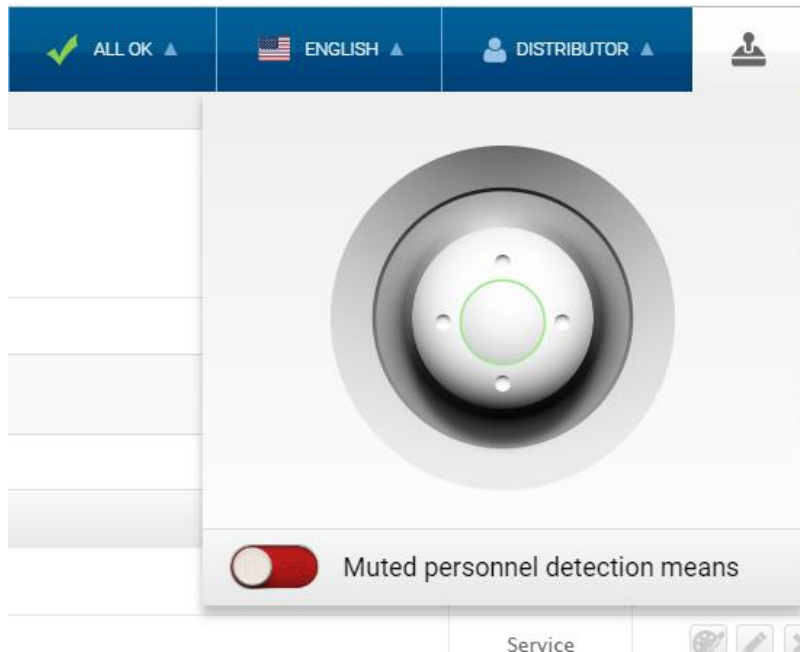 ALL OK
ENGLISH
DISTRIBUTOR
Muted personnel detection means
Service